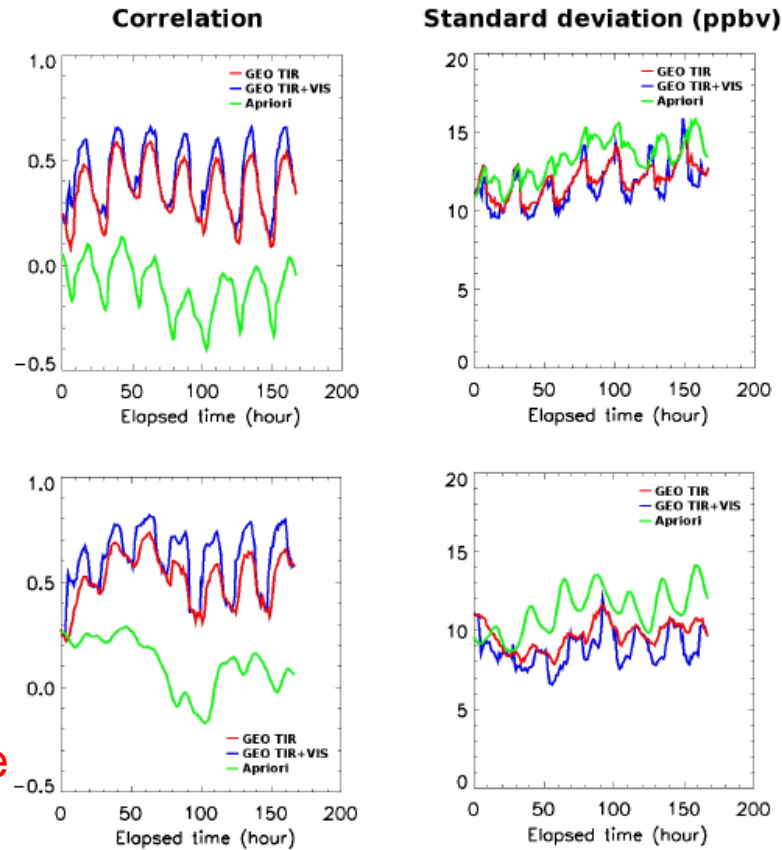 Correlation
Standard deviation (ppbv)
1.0
0.5
0.0
−0.5
GEO TIR
GEO TIR+VIS
Apriori
0
50
100
150
200
Elapsed time (hour)
20
15
10
5
0
GEO TIR
GEO TIR+VIS
Apriori
0
50
100
150
200
Elapsed time (hour)
1.0
0.5
0.0
−0.5
GEO TIR
GEO TIR+VIS
Apriori
0
50
100
150
200
Elapsed time (hour)
e
20
15
10
5
0
GEO TIR
GEO TIR+VIS
Apriori
0
50
100
150
200
Elapsed time (hour)